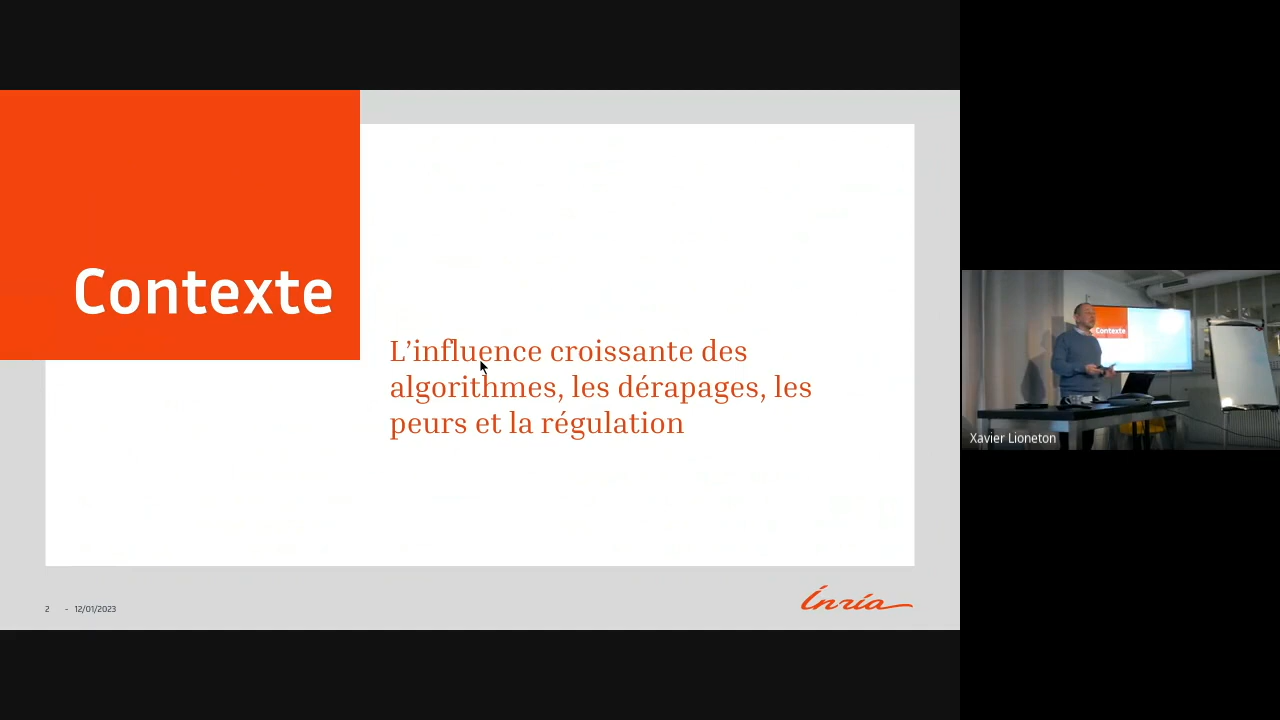 Contexte
L'influence croissante des
algorithmes, les dérapages, les
peurs et la régulation
2 - 12/01/2023
Inria
Contexte
Xavier Lioneton